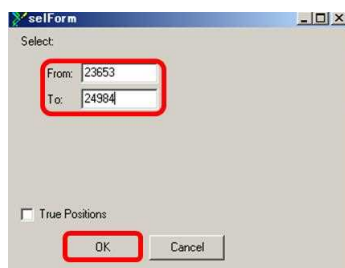 selForm
Select:
From: 23653
To: 24984
True Positions
OK Cancel